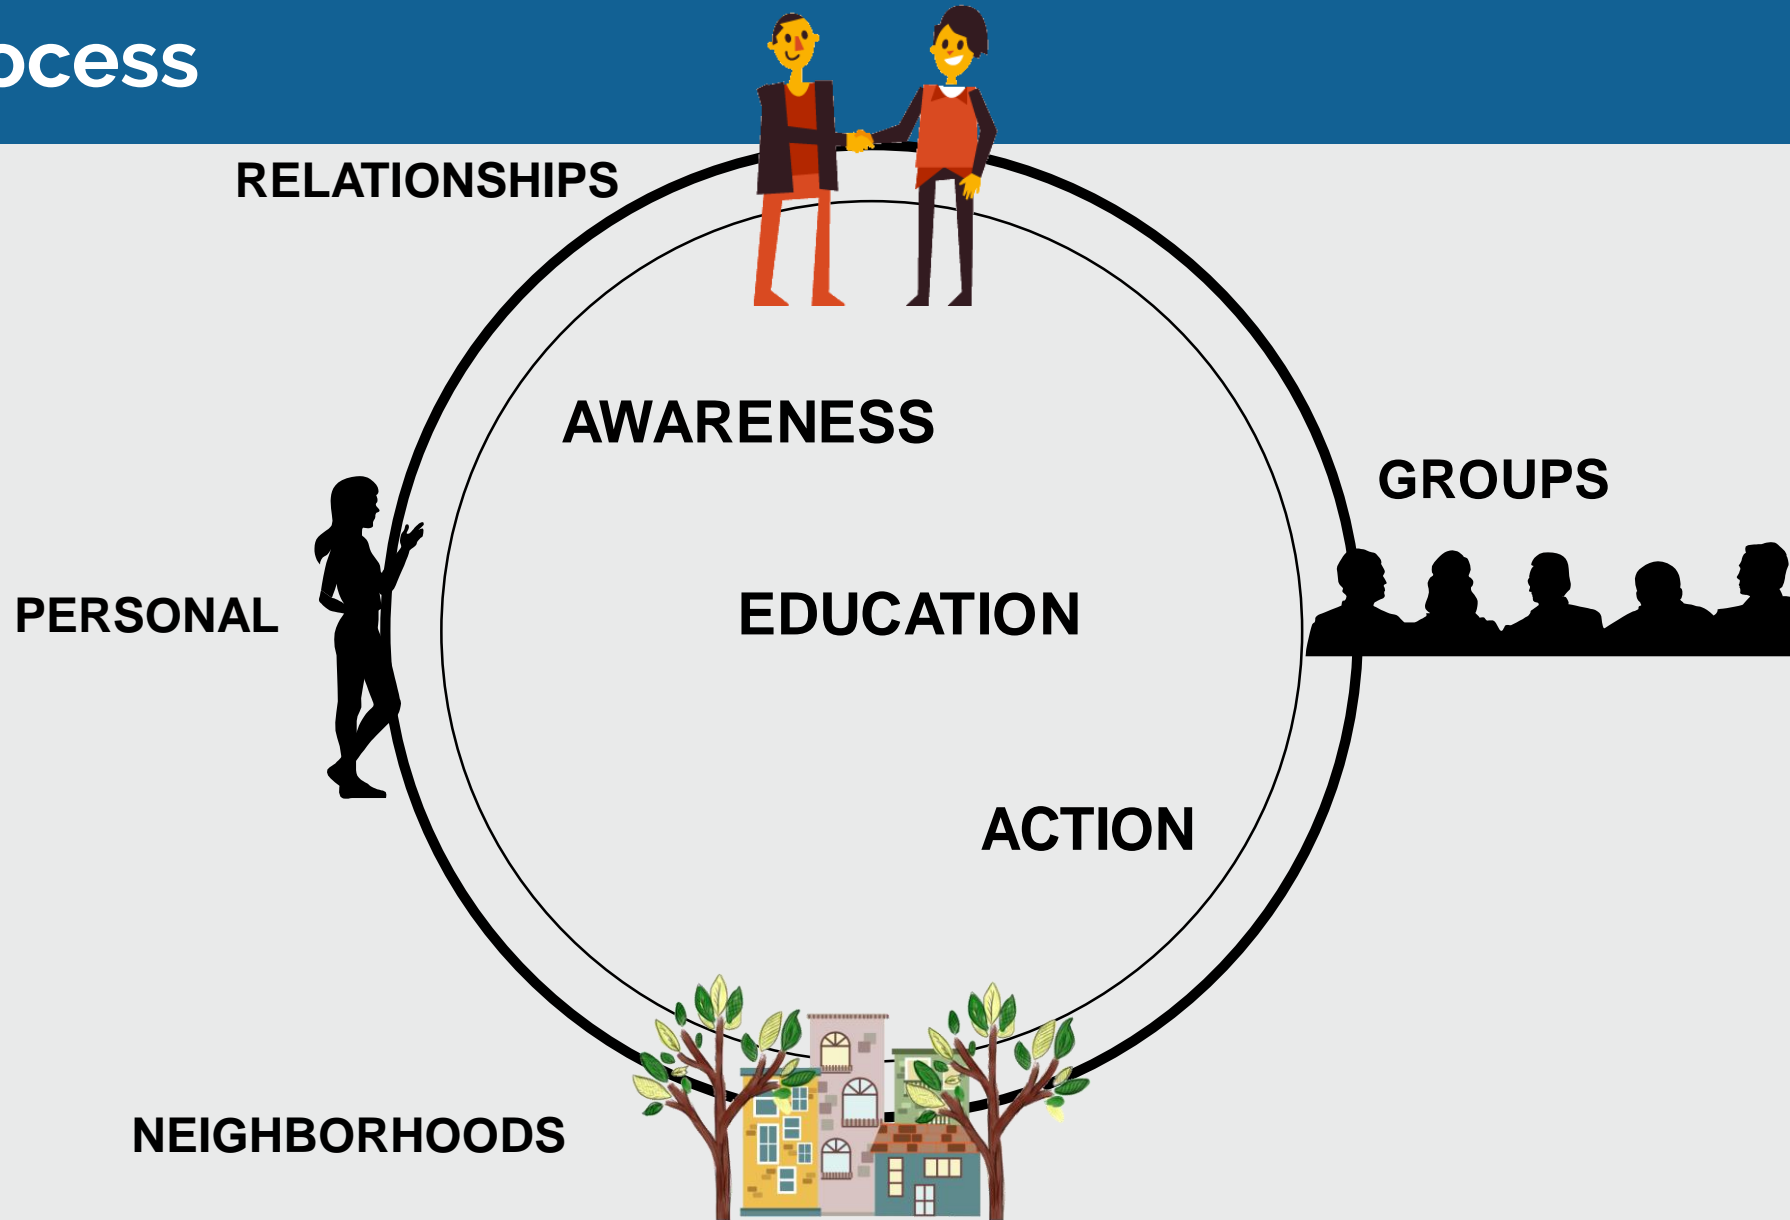 ocess
RELATIONSHIPS
AWARENESS
GROUPS
PERSONAL
EDUCATION
ACTION
NEIGHBORHOODS